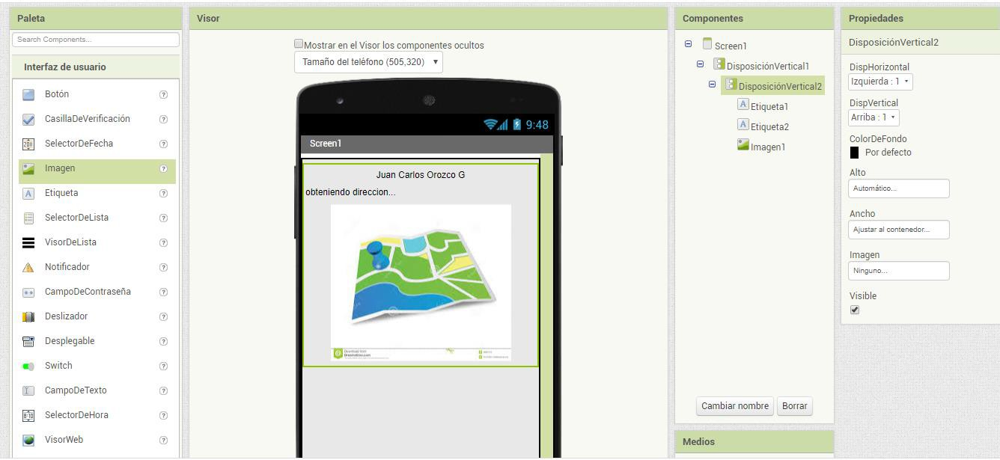 Paleta
Search Components...
Interfaz de usuario
Botón
CasillaDeVerificación
SelectorDeFecha
Imagen
Etiqueta
SelectorDeLista
VisorDeLista
Notificador
CampoDeContraseña
Deslizador
Desplegable
Switch
CampoDeTexto
SelectorDeHora
VisorWeb
Visor
Mostrar en el Visor los componentes ocultos
Tamaño del teléfono (505,320)
9:48
Screen1
Juan Carlos Orozco G
obteniendo direccion...
Download from
Dreamstime.com
Componentes
Screen1
DisposiciónVertical1
DisposiciónVertical2
Etiqueta1
Etiqueta2
Imagen1
Cambiar nombre Borrar
Medios
Propiedades
DisposiciónVertical2
DispHorizontal
Izquierda : 1
DispVertical
Arriba : 1
ColorDeFondo
Por defecto
Alto
Automático...
Ancho
Ajustar al contenedor...
Imagen
Ninguno...
Visible